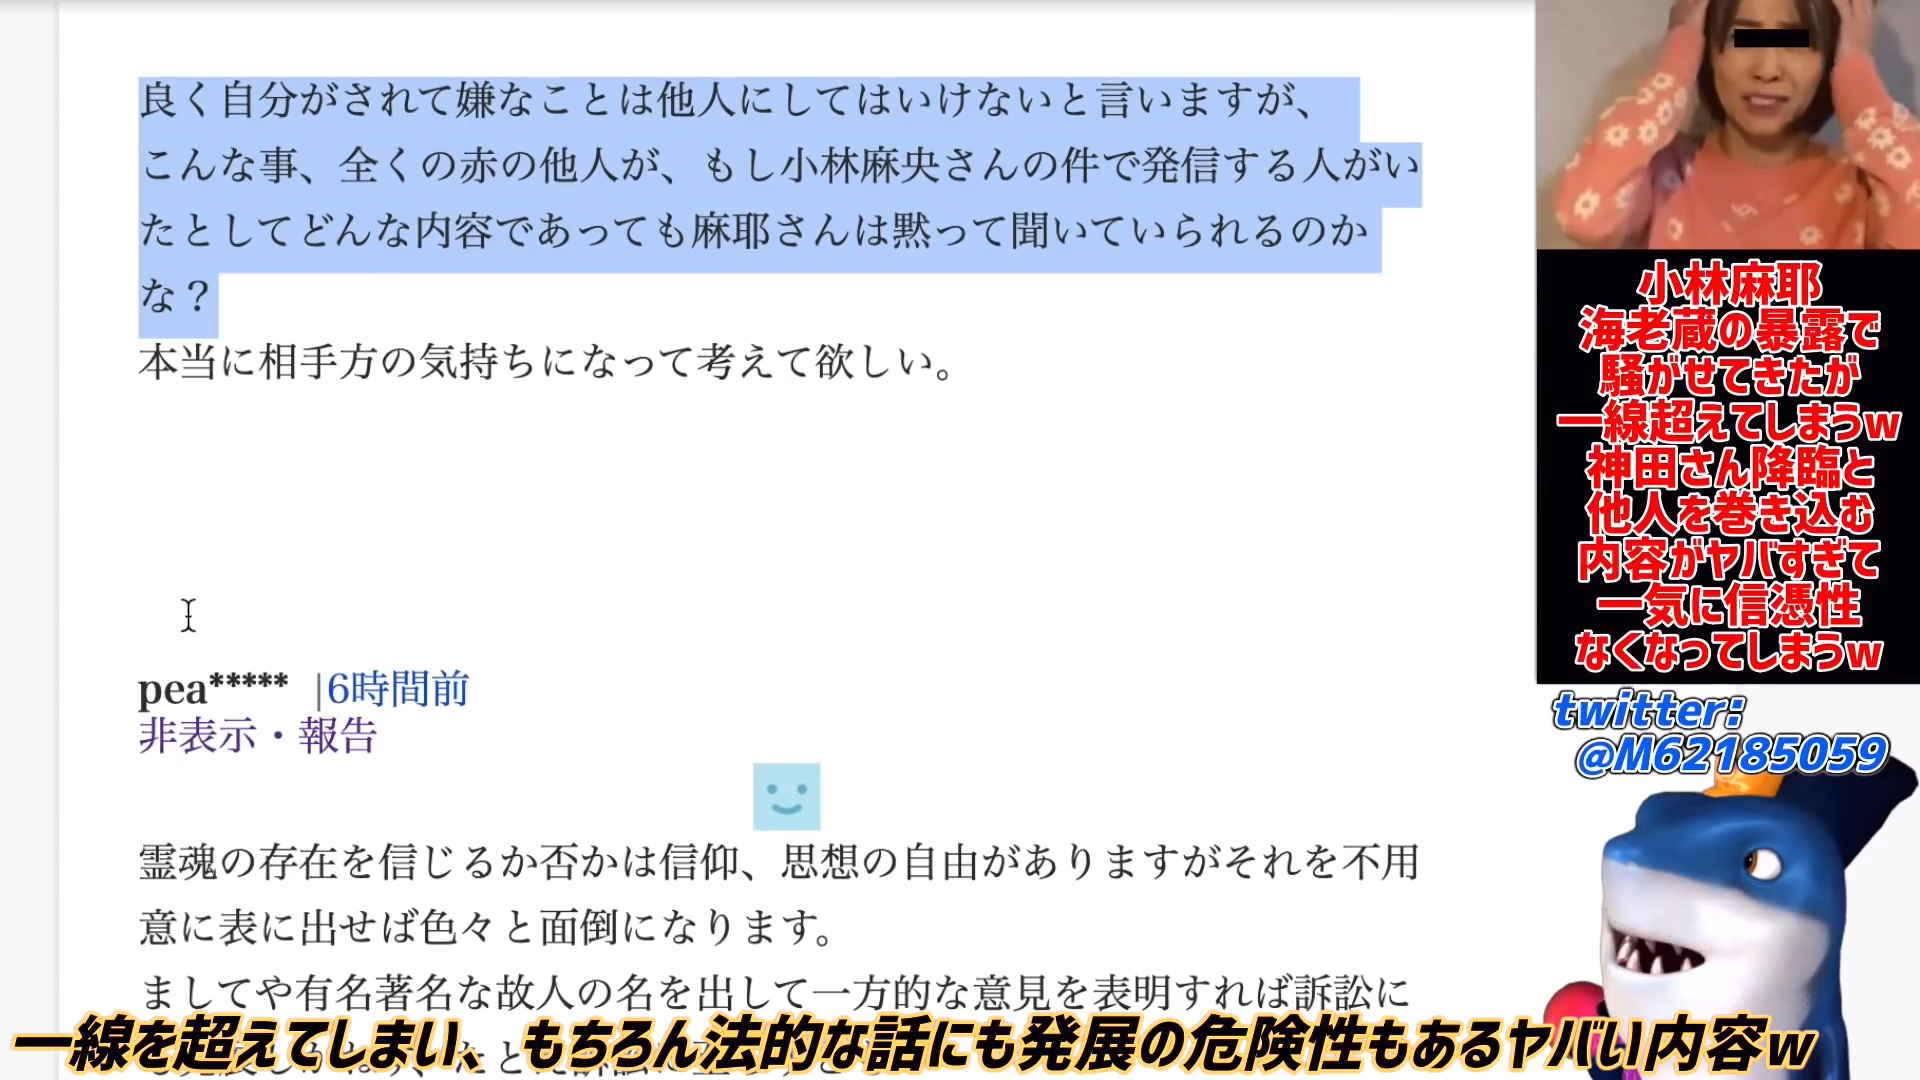 良く自分がされて嫌なことは他人にしてはいけないと言いますが、
こんな事、全くの赤の他人が、もし小林麻央さんの件で発信する人がい
たとしてどんな内容であっても麻耶さんは黙って聞いていられるのか
な？
本当に相手方の気持ちになって考えて欲しい。
pea***** |6時間前
非表示・報告
霊魂の存在を信じるか否かは信仰、思想の自由がありますがそれを不用
意に表に出せば色々と面倒になります。
ましてや有名著名な故人の名を出して一方的な意見を表明すれば訴訟に
一線を超えてしまい、もちろん法的な話にも発展の危険性もあるヤバい内容w
小林麻耶
海老蔵の暴露で
騒がせてきたが
一線超えてしまうw
神田さん降臨と
他人を巻き込む
内容がヤバすぎて
一気に信憑性
なくなってしまうw
twitter:
@M62185059